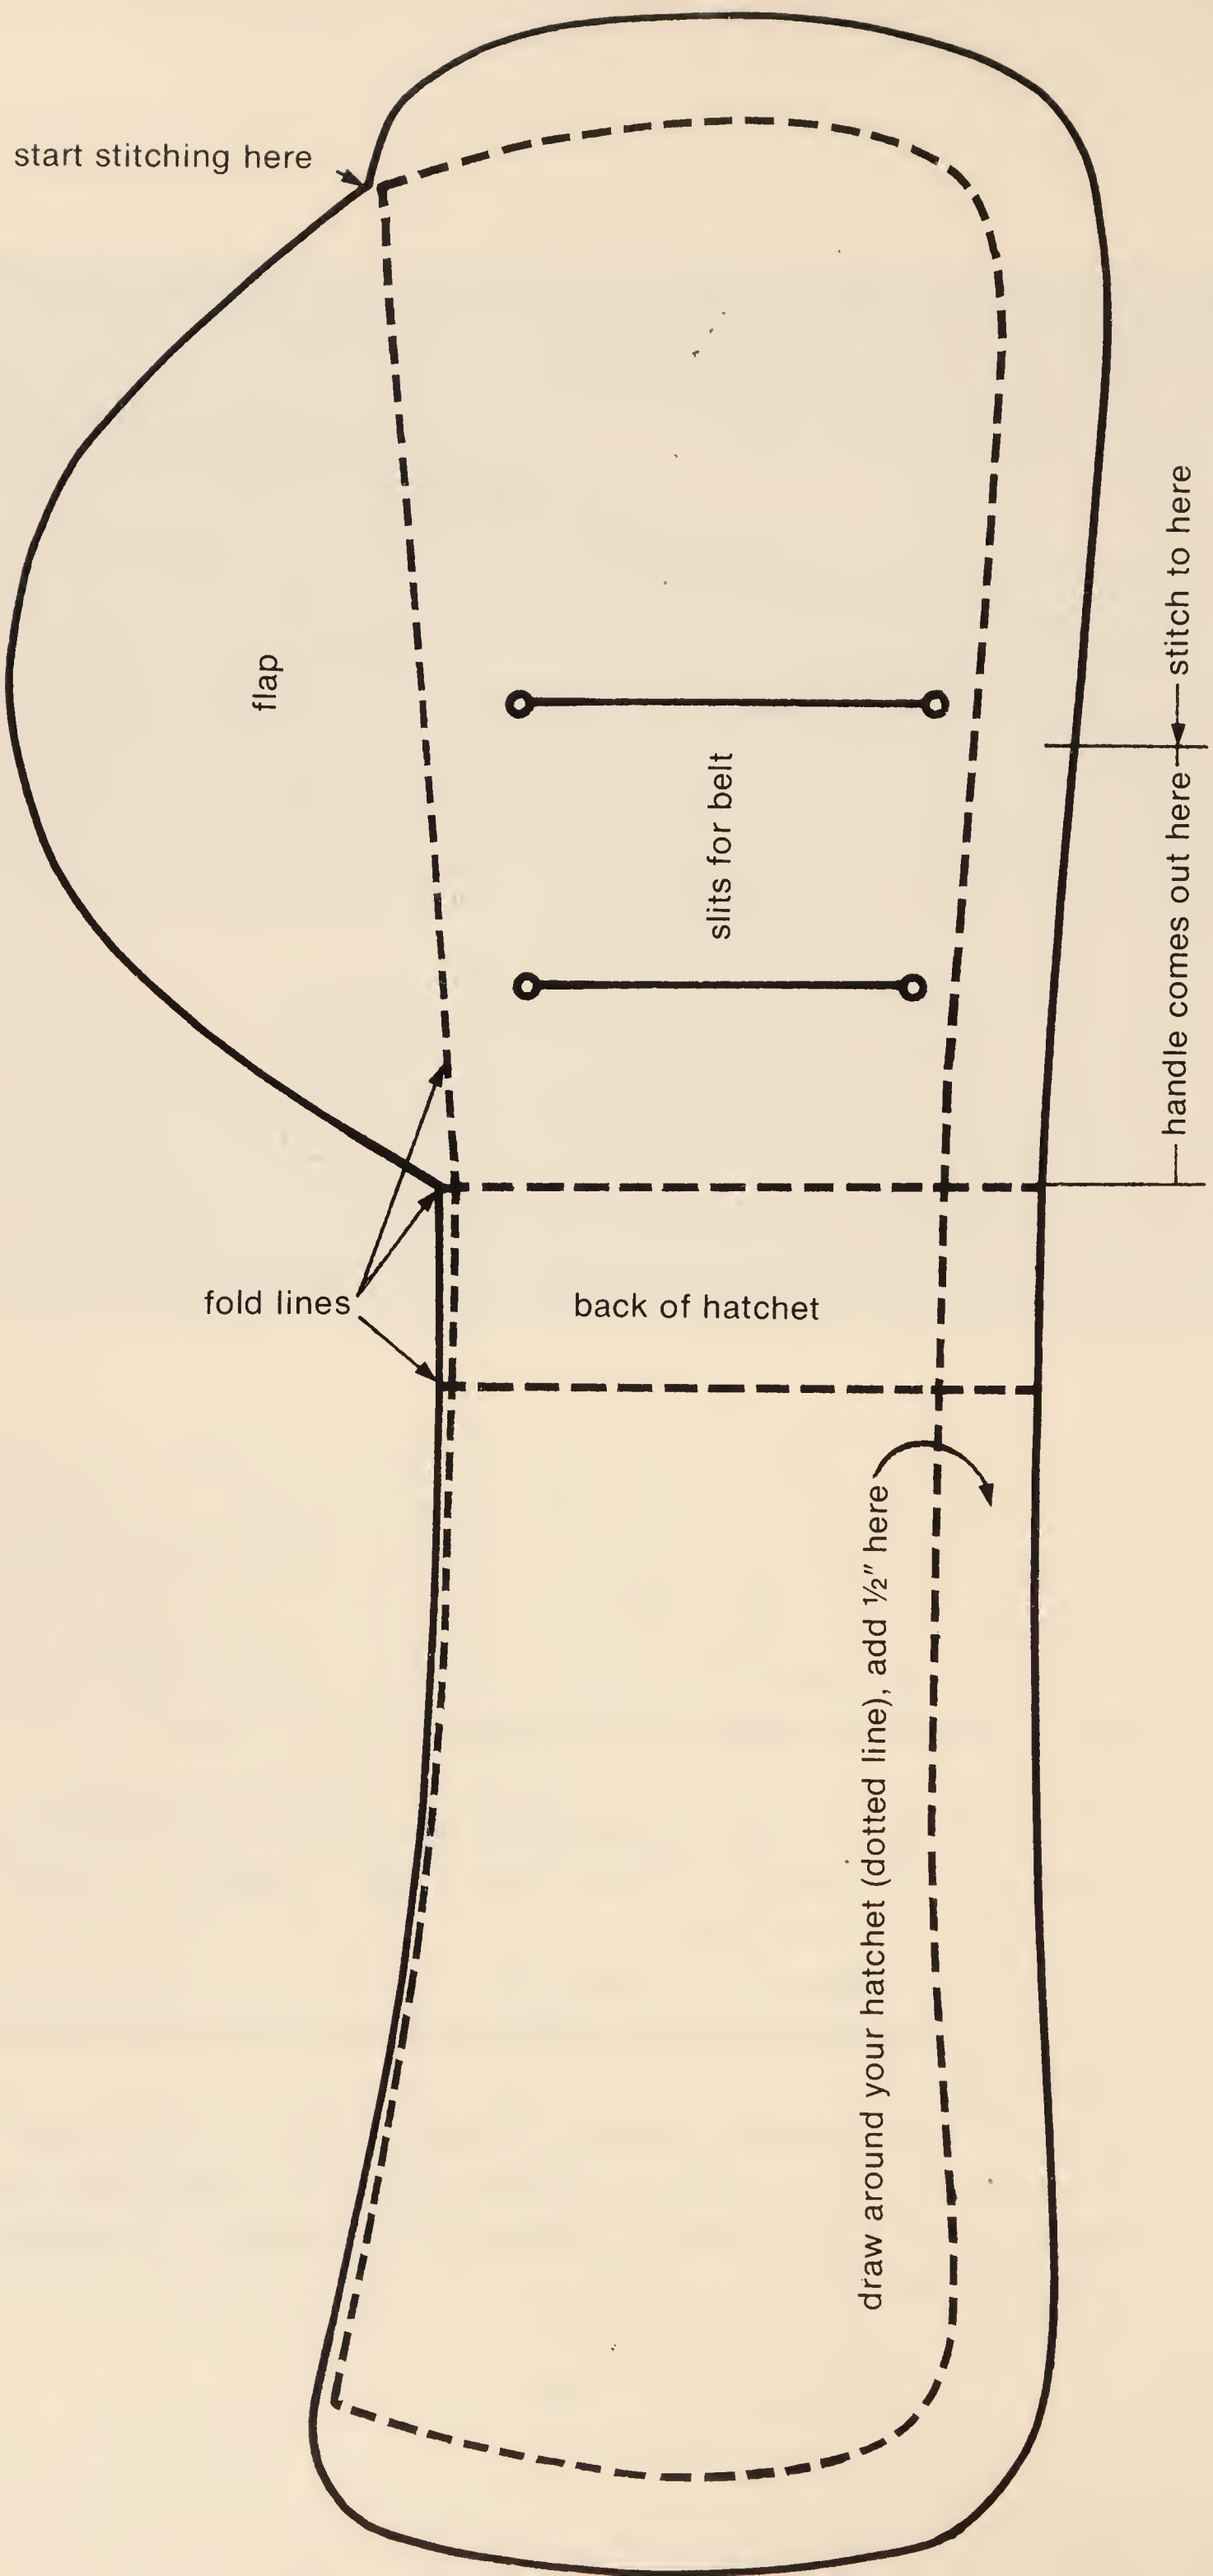 start stitching here
flap
slits for belt
stitch to here
handle comes out here
fold lines
back of hatchet
draw around your hatchet (dotted line), add ½" here